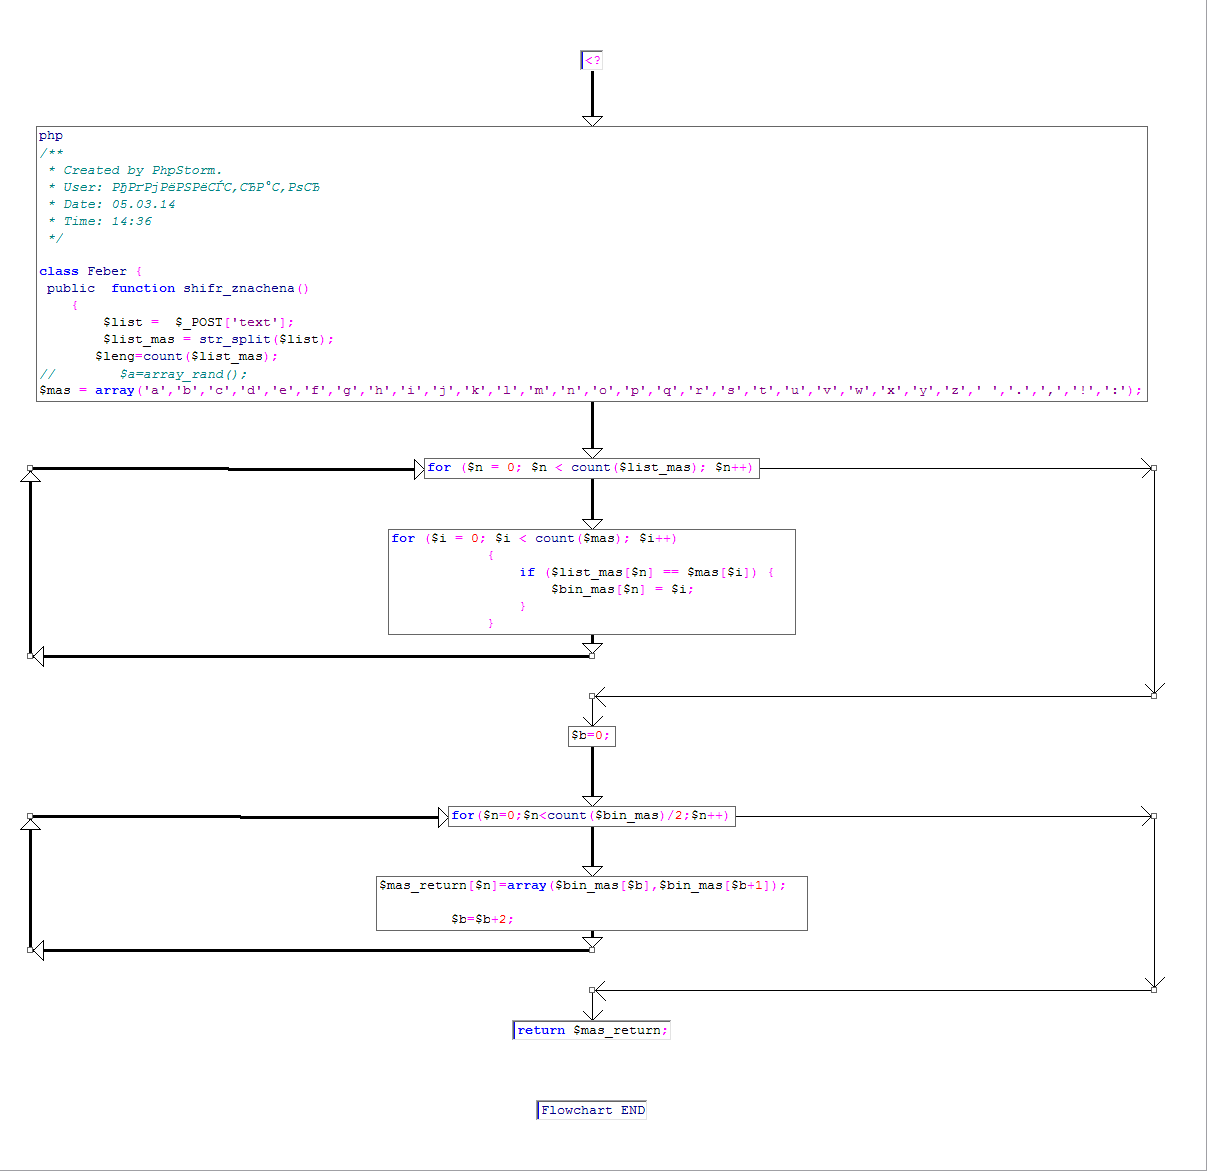 <?
php
/**
 * Created by PhpStorm.
 * User: РђРґРјРёРЅРёСЃС‚СЂР°С‚РѕСЂ
 * Date: 05.03.14
 * Time: 14:36
 */
class Feber {
 public  function shifr_znachena()
    {
        $list =  $_POST['text'];
        $list_mas = str_split($list);
       $leng=count($list_mas);
//        $a=array_rand();
$mas = array('a','b','c','d','e','f','g','h','i','j','k','l','m','n','o','p','q','r','s','t','u','v','w','x','y','z',' ','.',',','!',':');
for ($n = 0; $n < count($list_mas); $n++)
for ($i = 0; $i < count($mas); $i++)
            {
                if ($list_mas[$n] == $mas[$i]) {
                    $bin_mas[$n] = $i;
                }
            }
$b=0;
for($n=0;$n<count($bin_mas)/2;$n++)
$mas_return[$n]=array($bin_mas[$b],$bin_mas[$b+1]);
         $b=$b+2;
return $mas_return;
Flowchart END